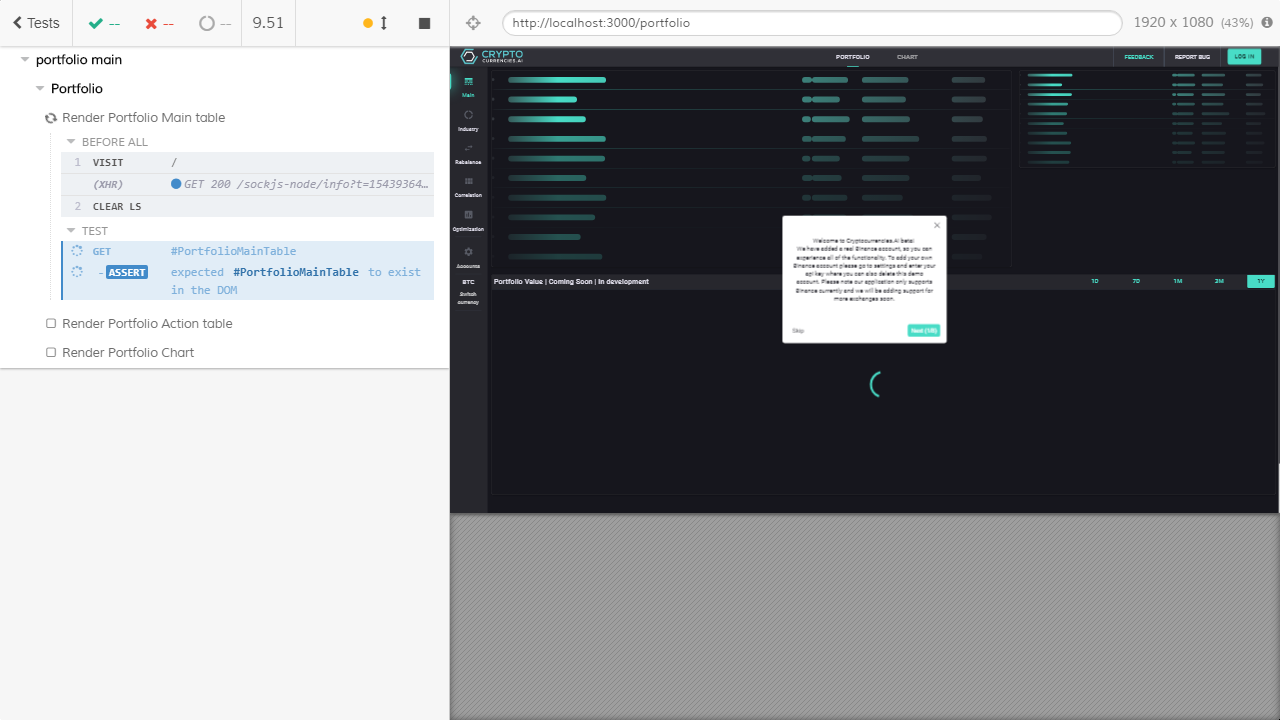 Tests
--
--
--
9.51
http://localhost:3000/portfolio
1920 x 1080 (43%)
portfolio main
Portfolio
Render Portfolio Main table
BEFORE ALL
1 VISIT /
(XHR) GET 200 /sockjs-node/info?t=15439364…
2 CLEAR LS
TEST
GET #PortfolioMainTable
-ASSERT expected #PortfolioMainTable to exist
in the DOM
Render Portfolio Action table
Render Portfolio Chart
CRYPTO
CURRENCIES.AI
PORTFOLIO
CHART
FEEDBACK
REPORT BUG
LOG IN
Main
Industry
Rebalance
Correlation
Optimization
Accounts
BTC
Switch
currency
Welcome to Cryptocurrencies.AI beta!
We have added a real Binance account, so you can
experience all of the functionality. To add your own
Binance account please go to settings and enter your
api key where you can also delete this demo
account. Please note our application only supports
Binance currently and we will be adding support for
more exchanges soon.
Skip
Next (1/8)
Portfolio Value | Coming Soon | In development
1D
7D
1M
3M
1Y